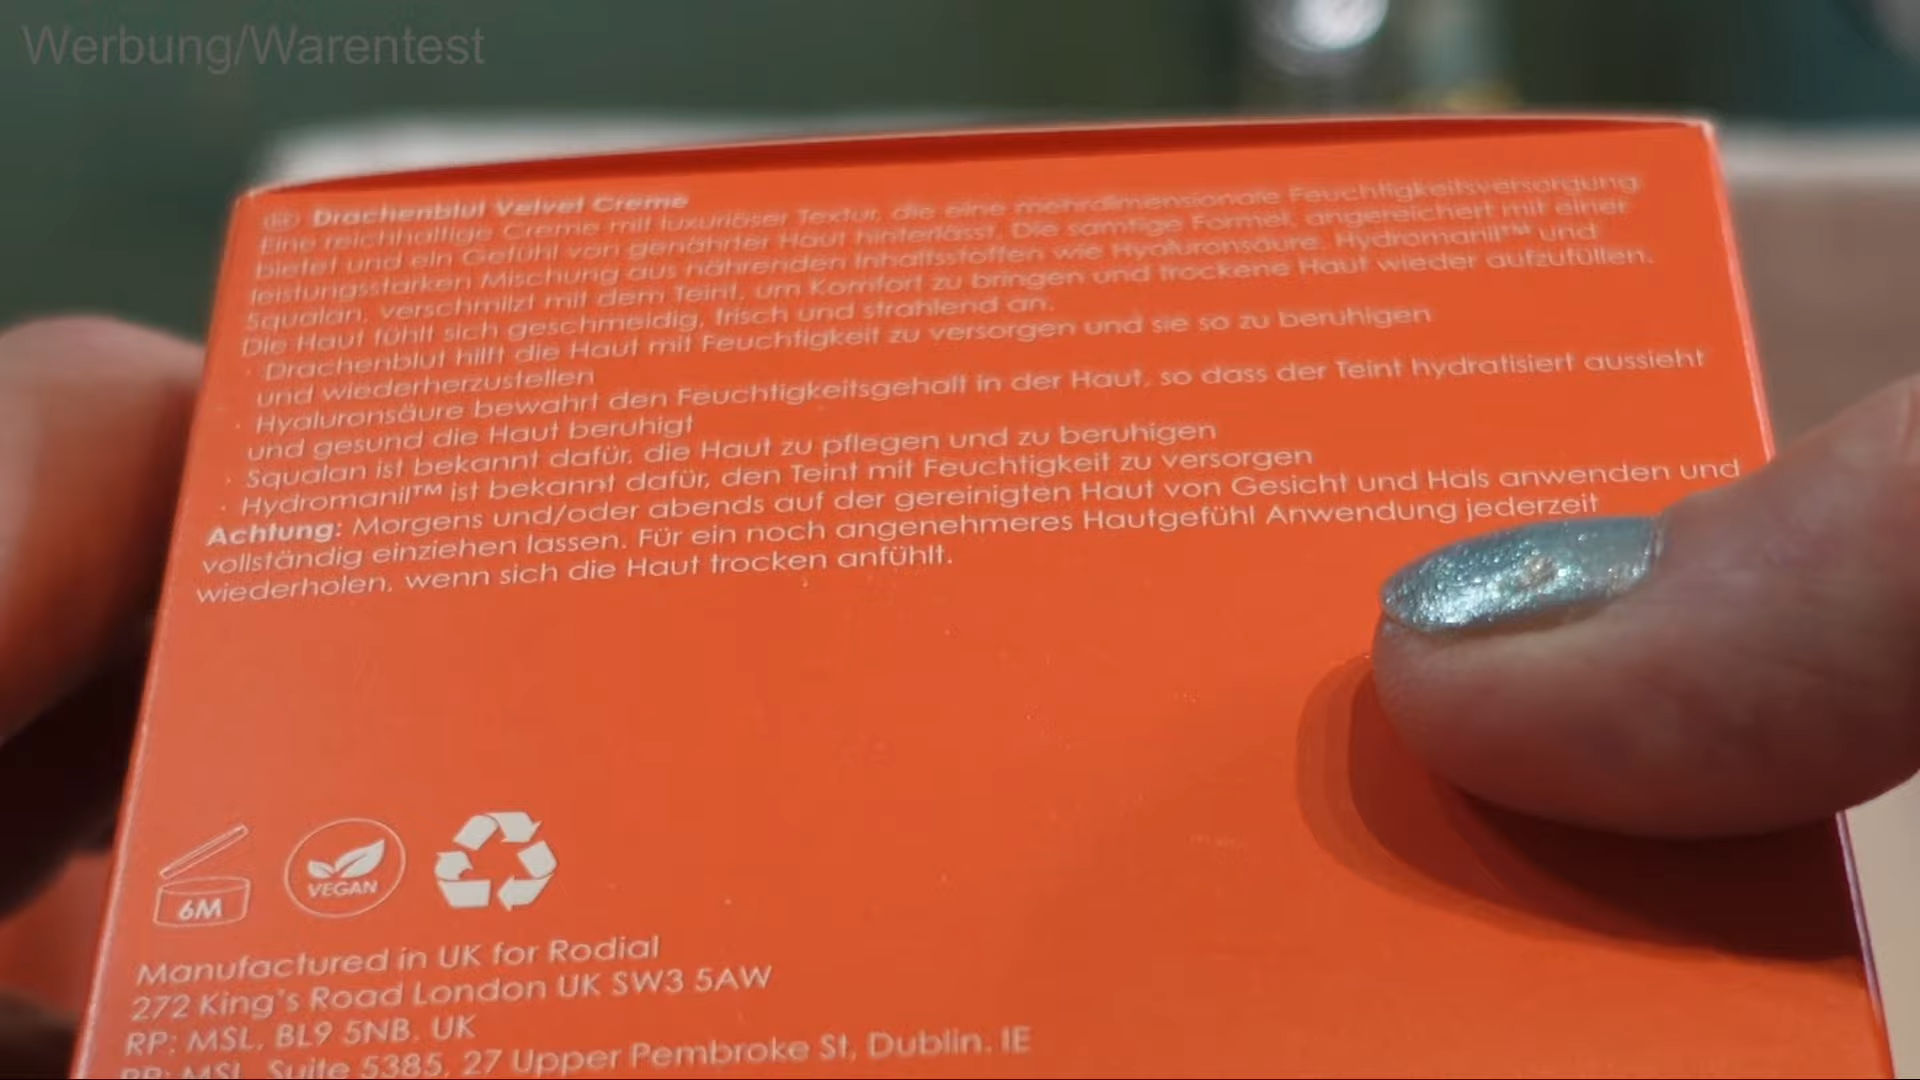 Werbung/Warentest
DE Drachenblut Velvet Creme
Eine reichhaltige Creme mit luxuriöser Textur, die eine mehrdimensionale Feuchtigkeitsversorgung
bietet und ein Gefühl von genährter Haut hinterlässt. Die samtige Formel, angereichert mit einer
leistungsstarken Mischung aus nährenden Inhaltsstoffen wie Hyaluronsäure, Hydromanil™ und
Squalan, verschmilzt mit dem Teint, um Komfort zu bringen und trockene Haut wieder aufzufüllen.
Die Haut fühlt sich geschmeidig, frisch und strahlend an.
· Drachenblut hilft die Haut mit Feuchtigkeit zu versorgen und sie so zu beruhigen
und wiederherzustellen
· Hyaluronsäure bewahrt den Feuchtigkeitsgehalt in der Haut, so dass der Teint hydratisiert aussieht
und gesund die Haut beruhigt
· Squalan ist bekannt dafür, die Haut zu pflegen und zu beruhigen
· Hydromanil™ ist bekannt dafür, den Teint mit Feuchtigkeit zu versorgen
Achtung: Morgens und/oder abends auf der gereinigten Haut von Gesicht und Hals anwenden und
vollständig einziehen lassen. Für ein noch angenehmeres Hautgefühl Anwendung jederzeit
wiederholen, wenn sich die Haut trocken anfühlt.
6M
VEGAN
Manufactured in UK for Rodial
272 King's Road London UK SW3 5AW
RP: MSL, BL9 5NB. UK
RP: MSL, Suite 5385, 27 Upper Pembroke St, Dublin. IE